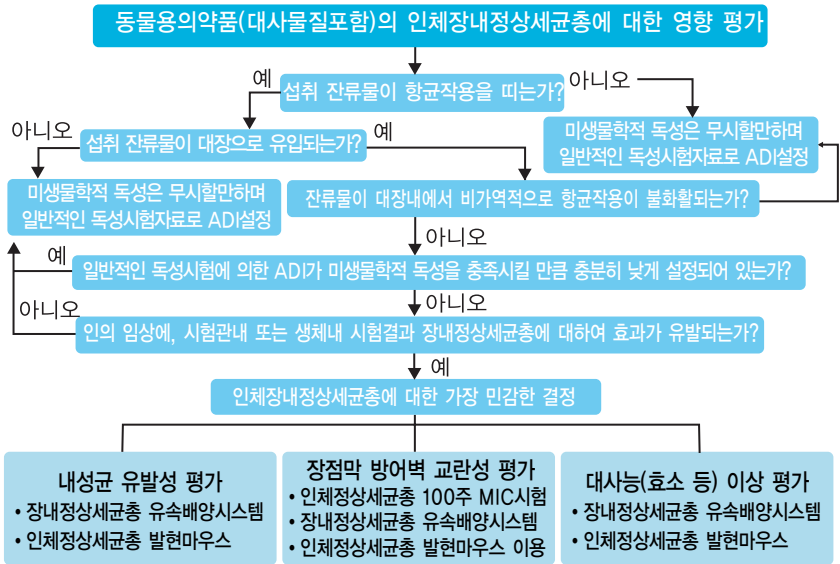 동물용의약품(대사물질포함)의 인체장내정상세균총에 대한 영향 평가
예
섭취 잔류물이 항균작용을 띠는가?
아니오
아니오
섭취 잔류물이 대장으로 유입되는가?
예
미생물학적 독성은 무시할만하며
일반적인 독성시험자료로 ADI설정
미생물학적 독성은 무시할만하며
일반적인 독성시험자료로 ADI설정
잔류물이 대장내에서 비가역적으로 항균작용이 불화활되는가?
아니오
예
일반적인 독성시험에 의한 ADI가 미생물학적 독성을 충족시킬 만큼 충분히 낮게 설정되어 있는가?
아니오
아니오
인의 임상에, 시험관내 또는 생체내 시험결과 장내정상세균총에 대하여 효과가 유발되는가?
예
인체장내정상세균총에 대한 가장 민감한 결정
내성균 유발성 평가
• 장내정상세균총 유속배양시스템
• 인체정상세균총 발현마우스
장점막 방어벽 교란성 평가
• 인체정상세균총 100주 MIC시험
• 장내정상세균총 유속배양시스템
• 인체정상세균총 발현마우스 이용
대사능(효소 등) 이상 평가
• 장내정상세균총 유속배양시스템
• 인체정상세균총 발현마우스